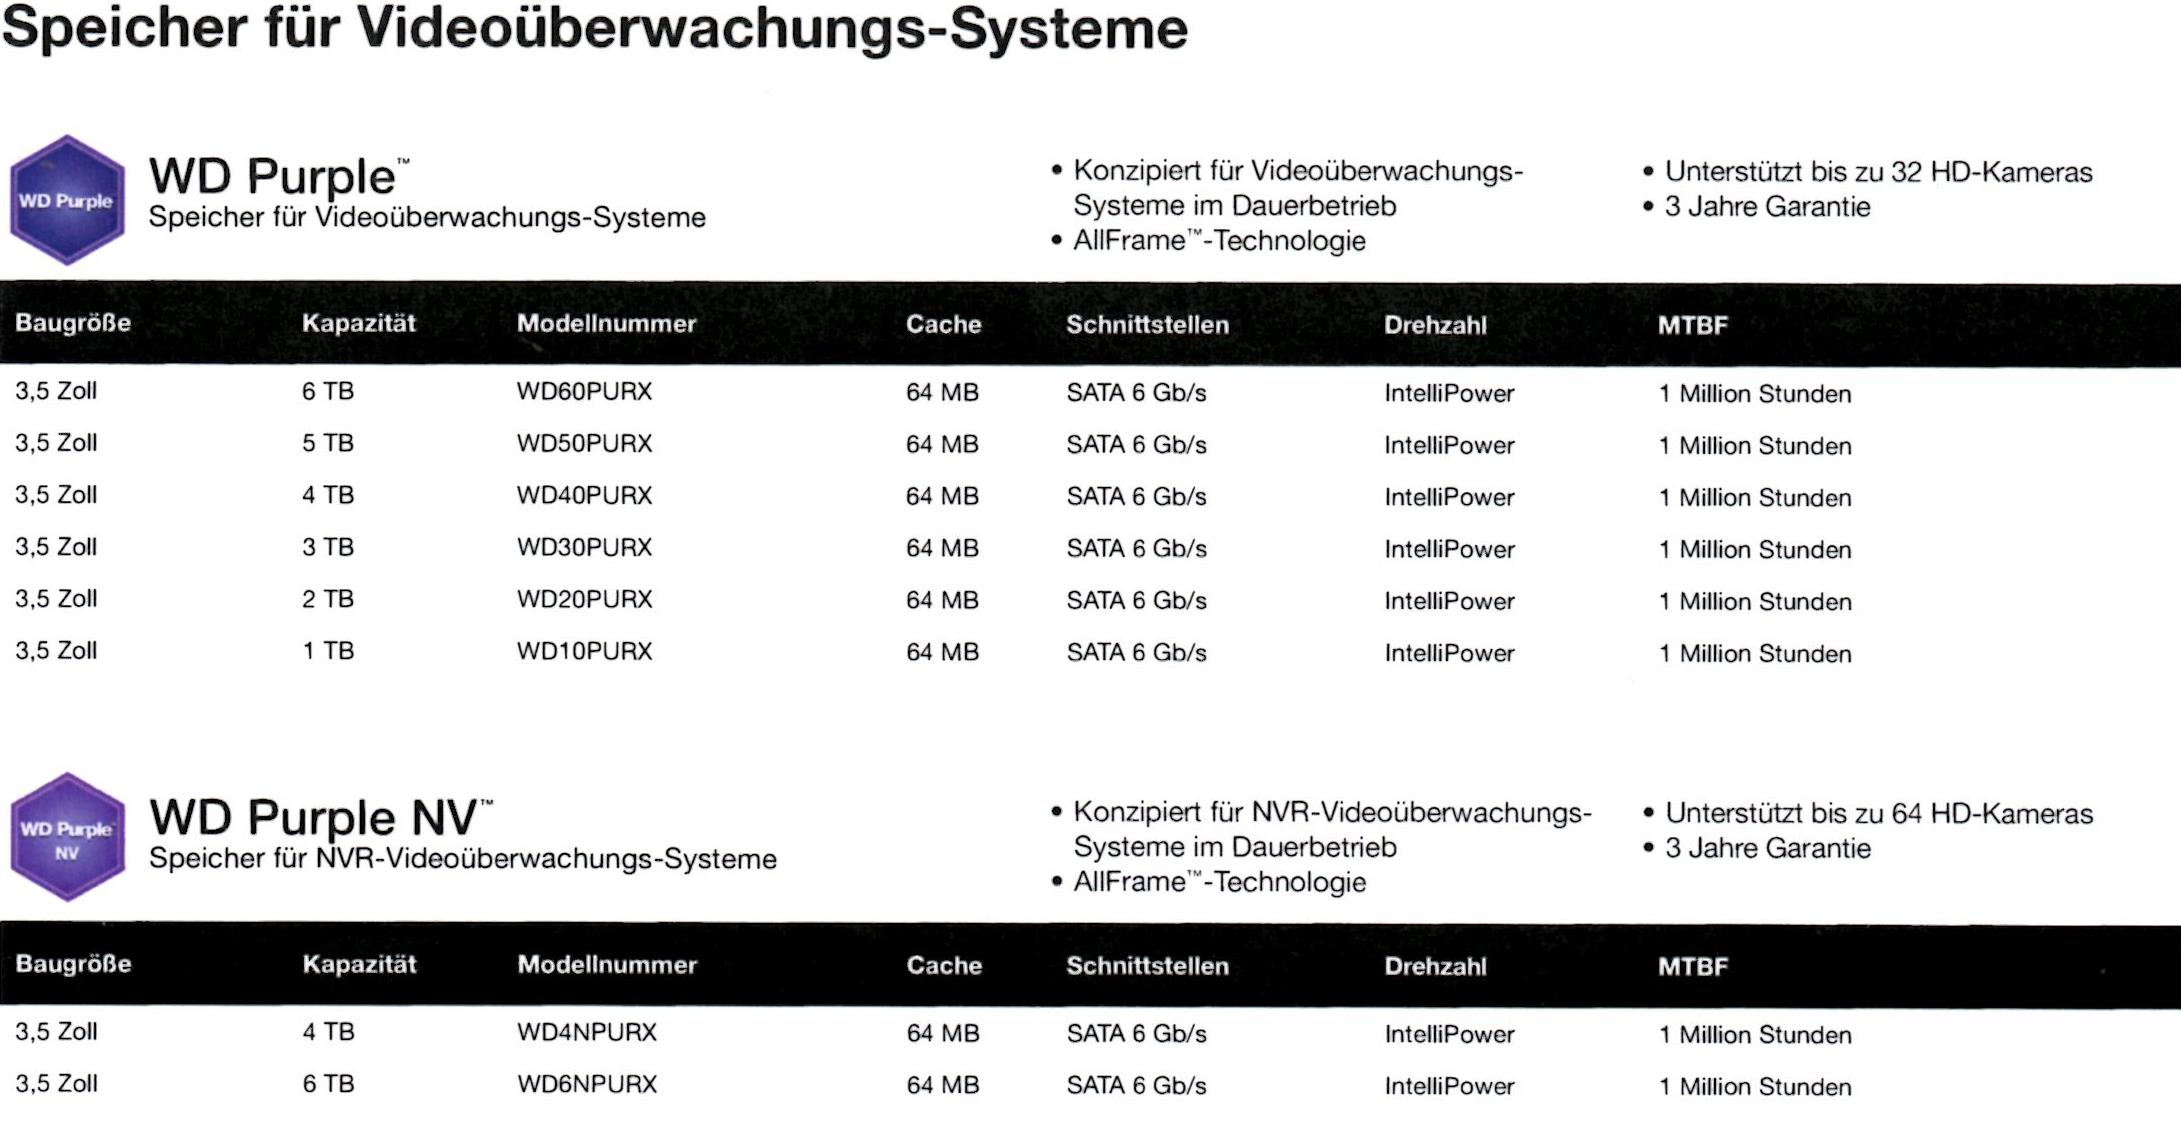 Speicher für Videoüberwachungs-Systeme
WD Purple
WD Purple™
Speicher für Videoüberwachungs-Systeme
• Konzipiert für Videoüberwachungs-
Systeme im Dauerbetrieb
• AllFrame™-Technologie
• Unterstützt bis zu 32 HD-Kameras
• 3 Jahre Garantie
Baugröße Kapazität Modellnummer Cache Schnittstellen Drehzahl MTBF
3,5 Zoll 6 TB WD60PURX 64 MB SATA 6 Gb/s IntelliPower 1 Million Stunden
3,5 Zoll 5 TB WD50PURX 64 MB SATA 6 Gb/s IntelliPower 1 Million Stunden
3,5 Zoll 4 TB WD40PURX 64 MB SATA 6 Gb/s IntelliPower 1 Million Stunden
3,5 Zoll 3 TB WD30PURX 64 MB SATA 6 Gb/s IntelliPower 1 Million Stunden
3,5 Zoll 2 TB WD20PURX 64 MB SATA 6 Gb/s IntelliPower 1 Million Stunden
3,5 Zoll 1 TB WD10PURX 64 MB SATA 6 Gb/s IntelliPower 1 Million Stunden
WD Purple
NV
WD Purple NV™
Speicher für NVR-Videoüberwachungs-Systeme
• Konzipiert für NVR-Videoüberwachungs-
Systeme im Dauerbetrieb
• AllFrame™-Technologie
• Unterstützt bis zu 64 HD-Kameras
• 3 Jahre Garantie
Baugröße Kapazität Modellnummer Cache Schnittstellen Drehzahl MTBF
3,5 Zoll 4 TB WD4NPURX 64 MB SATA 6 Gb/s IntelliPower 1 Million Stunden
3,5 Zoll 6 TB WD6NPURX 64 MB SATA 6 Gb/s IntelliPower 1 Million Stunden